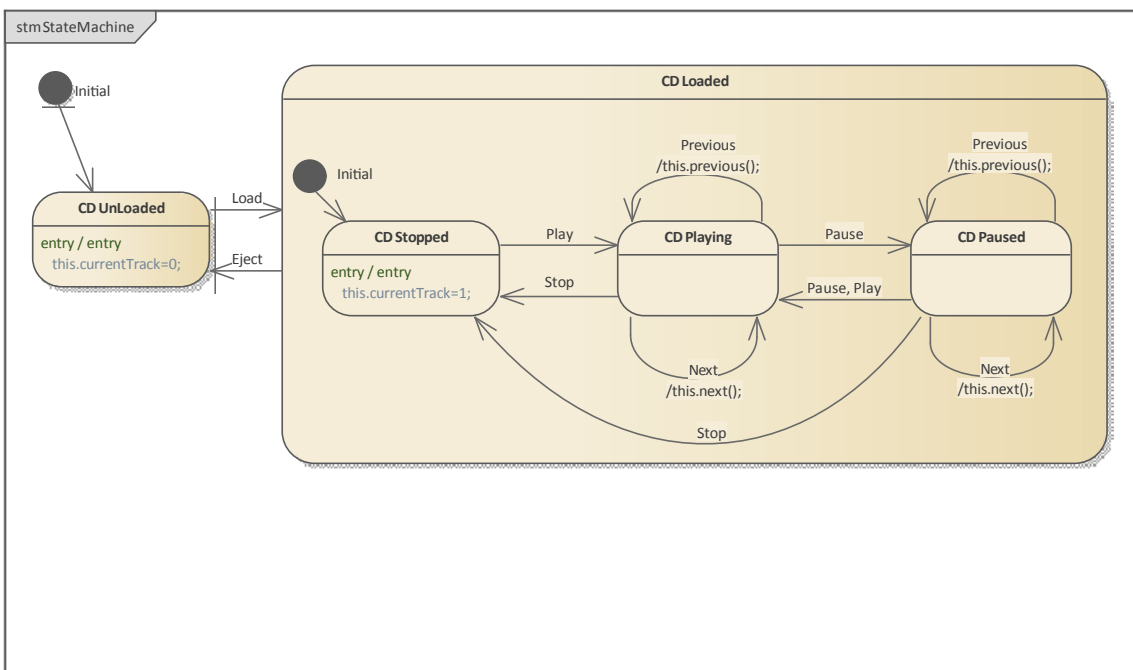 stm StateMachine
Initial
CD UnLoaded
entry / entry
this.currentTrack=0;
Load
Eject
CD Loaded
Initial
CD Stopped
entry / entry
this.currentTrack=1;
Play
Stop
Previous
/this.previous();
CD Playing
Next
/this.next();
Pause
Pause, Play
Previous
/this.previous();
CD Paused
Next
/this.next();
Stop